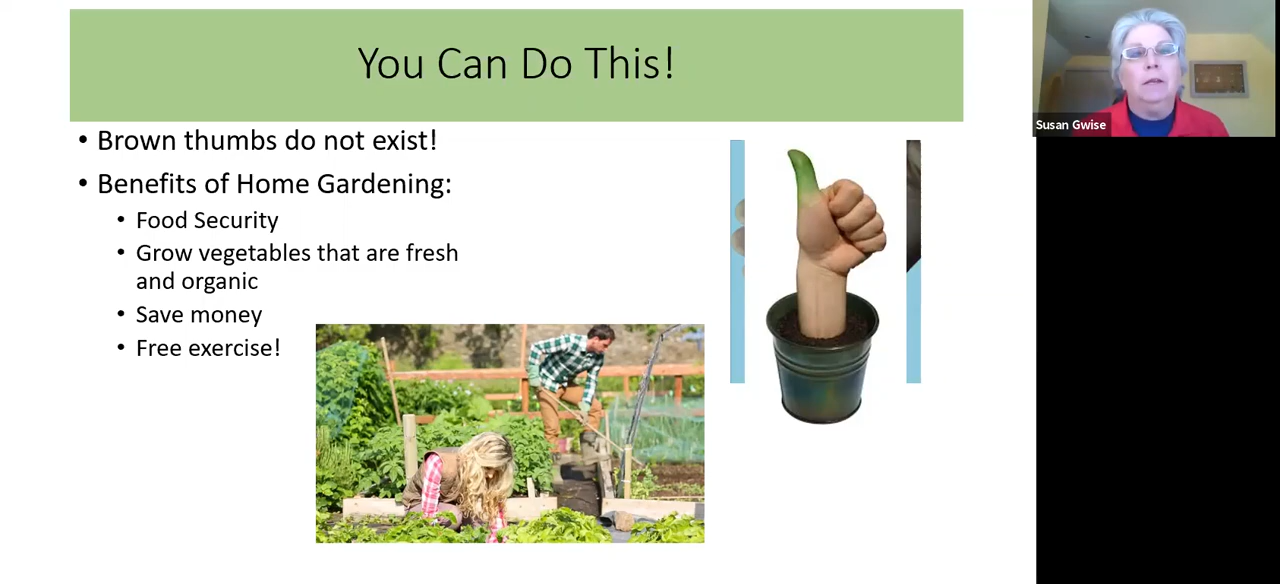 You Can Do This!
• Brown thumbs do not exist!
• Benefits of Home Gardening:
• Food Security
• Grow vegetables that are fresh
and organic
• Save money
• Free exercise!
Susan Gwise